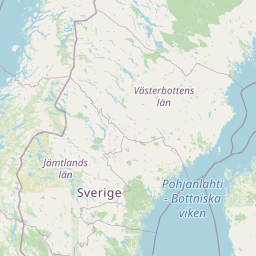 Västerbottens
län
Jämtlands
län
Sverige
Pohjanlahti
- Bottniska
viken